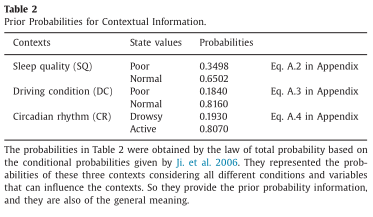 Table 2
Prior Probabilities for Contextual Information.
Contexts State values Probabilities
Sleep quality (SQ) Poor 0.3498 Eq. A.2 in Appendix
Normal 0.6502
Driving condition (DC) Poor 0.1840 Eq. A.3 in Appendix
Normal 0.8160
Circadian rhythm (CR) Drowsy 0.1930 Eq. A.4 in Appendix
Active 0.8070
The probabilities in Table 2 were obtained by the law of total probability based on
the conditional probabilities given by Ji. et al. 2006. They represented the prob-
abilities of these three contexts considering all different conditions and variables
that can influence the contexts. So they provide the prior probability information,
and they are also of the general meaning.